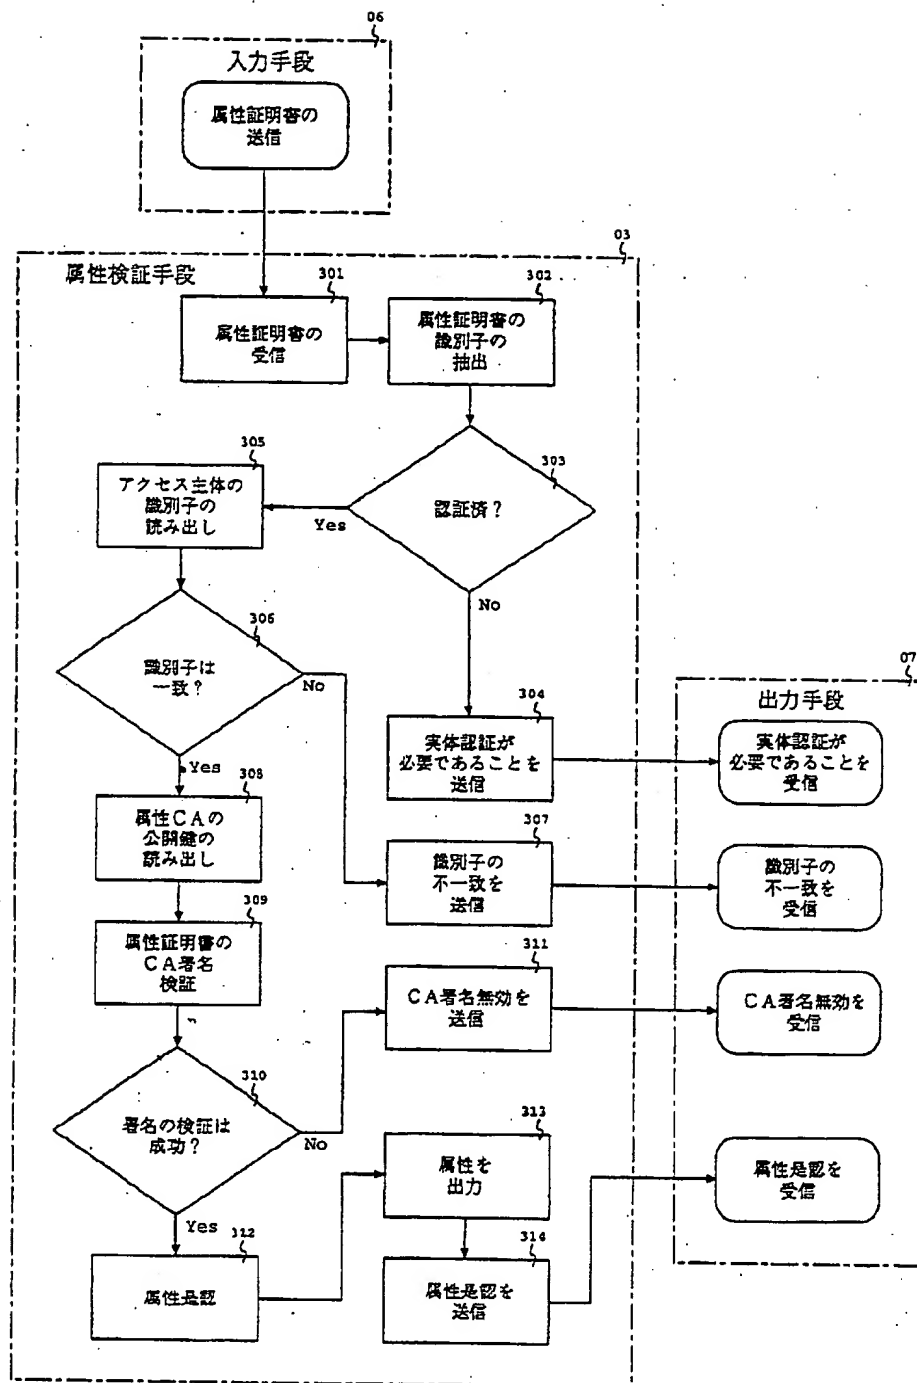 06
入力手段
属性証明書の
送信
03
属性検証手段
301
属性証明書の
受信
302
属性証明書の
識別子の
抽出
303
認証済?
Yes
No
305
アクセス主体の
識別子の
読み出し
306
識別子は
一致?
No
Yes
304
実体認証が
必要であることを
送信
07
出力手段
実体認証が
必要であることを
受信
308
属性CAの
公開鍵の
読み出し
307
識別子の
不一致を
送信
識別子の
不一致を
受信
309
属性証明書の
CA署名
検証
311
CA署名無効を
送信
CA署名無効を
受信
310
署名の検証は
成功?
No
Yes
313
属性を
出力
属性是認を
受信
312
属性是認
314
属性是認を
送信